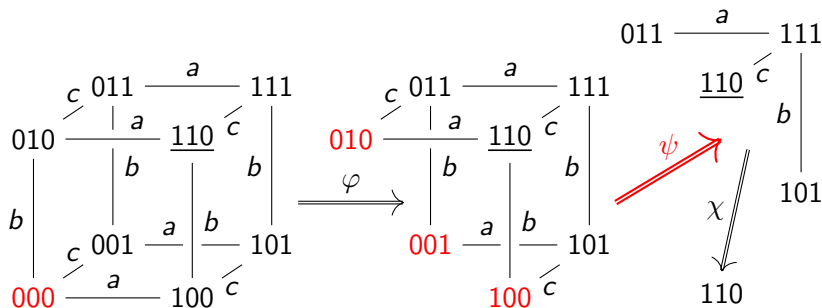 011 a 111
011 a 111 011 a 111
c c c c c
110
010 a 110 010 a 110
b
ψ
b b b b b b
φ
101
χ
001 a b 101 001 a b 101
c c c
000 a 100 100
110